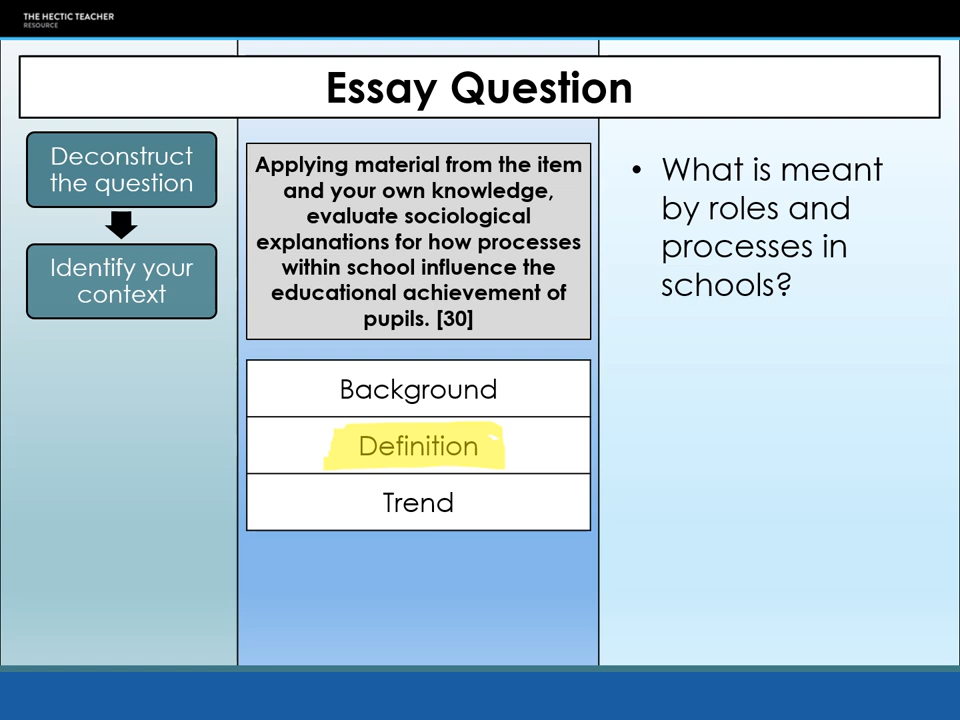 THE HECTIC TEACHER
RESOURCE
Essay Question
Deconstruct
the question
Identify your
context
Applying material from the item
and your own knowledge,
evaluate sociological
explanations for how processes
within school influence the
educational achievement of
pupils. [30]
Background
Definition
Trend
• What is meant
by roles and
processes in
schools?